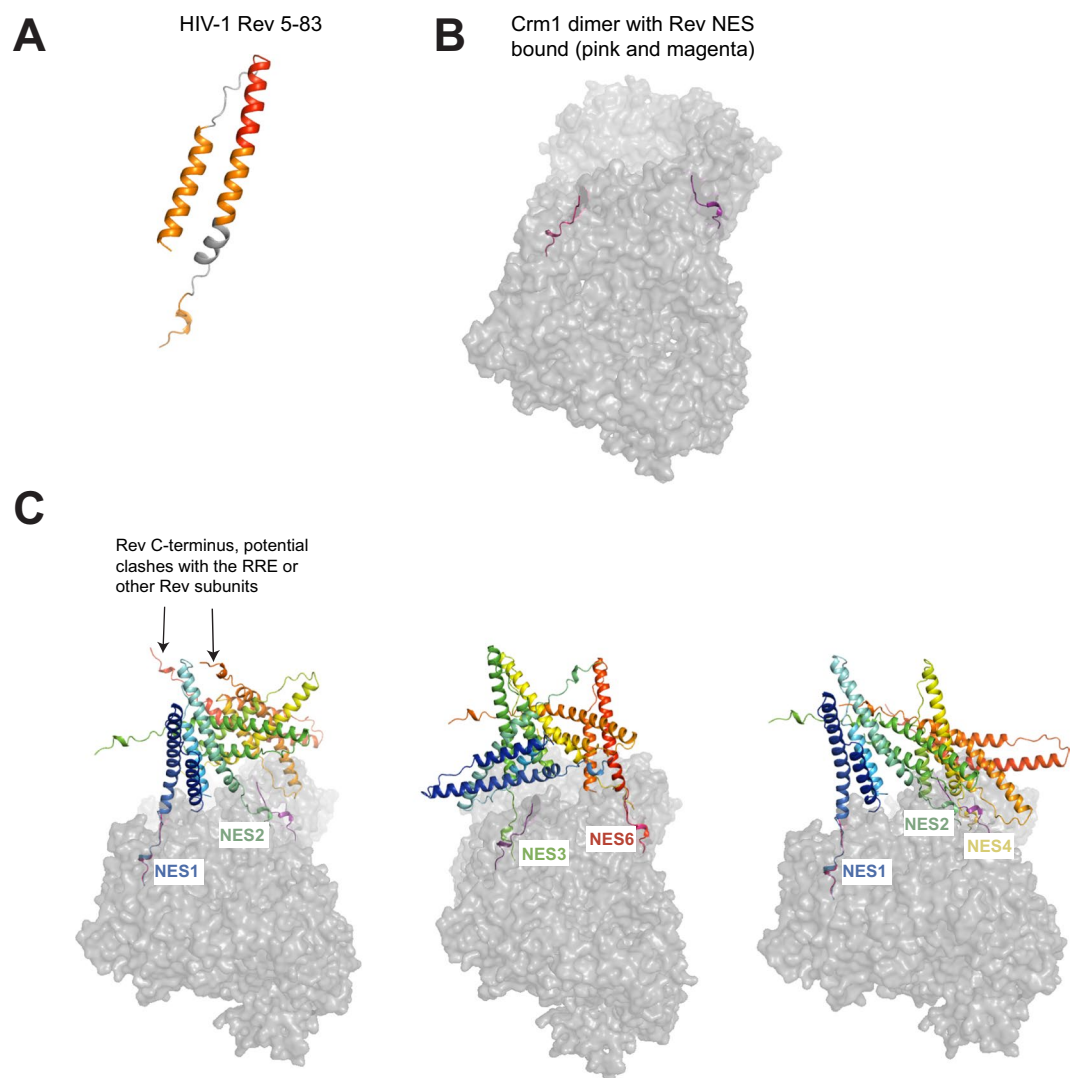 A
HIV-1 Rev 5-83
B
Crm1 dimer with Rev NES
bound (pink and magenta)
C
Rev C-terminus, potential
clashes with the RRE or
other Rev subunits
NES1
NES2
NES3
NES6
NES1
NES2
NES4